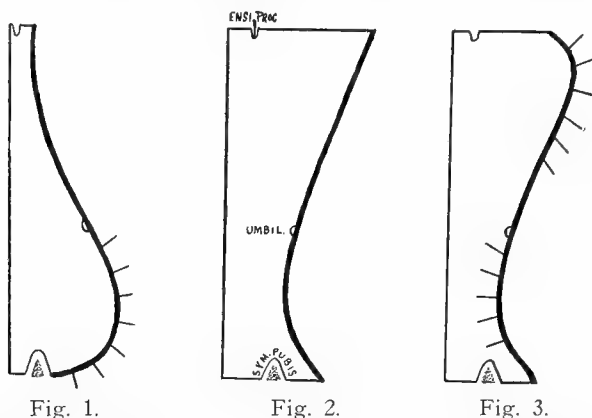 ENSI. PROC
UMBIL.
SYM. PUBIS
Fig. 1.
Fig. 2.
Fig. 3.